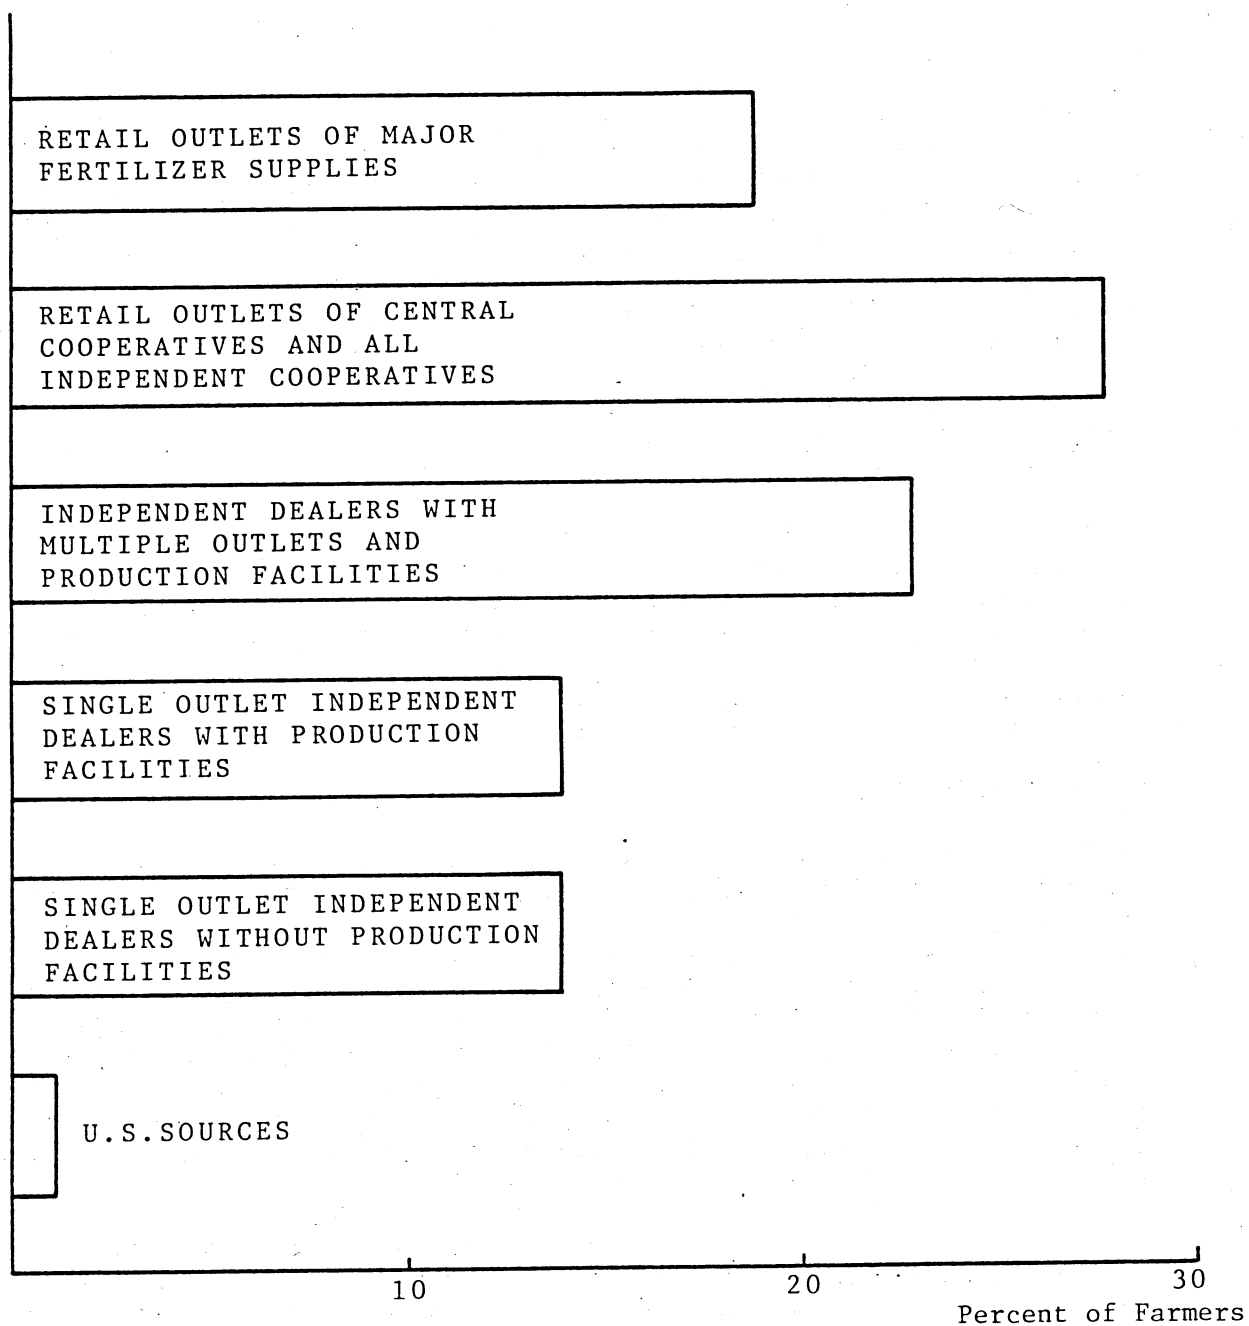 RETAIL OUTLETS OF MAJOR
FERTILIZER SUPPLIES
RETAIL OUTLETS OF CENTRAL
COOPERATIVES AND ALL
INDEPENDENT COOPERATIVES
INDEPENDENT DEALERS WITH
MULTIPLE OUTLETS AND
PRODUCTION FACILITIES
SINGLE OUTLET INDEPENDENT
DEALERS WITH PRODUCTION
FACILITIES
SINGLE OUTLET INDEPENDENT
DEALERS WITHOUT PRODUCTION
FACILITIES
U.S.SOURCES
10 20 30
Percent of Farmers